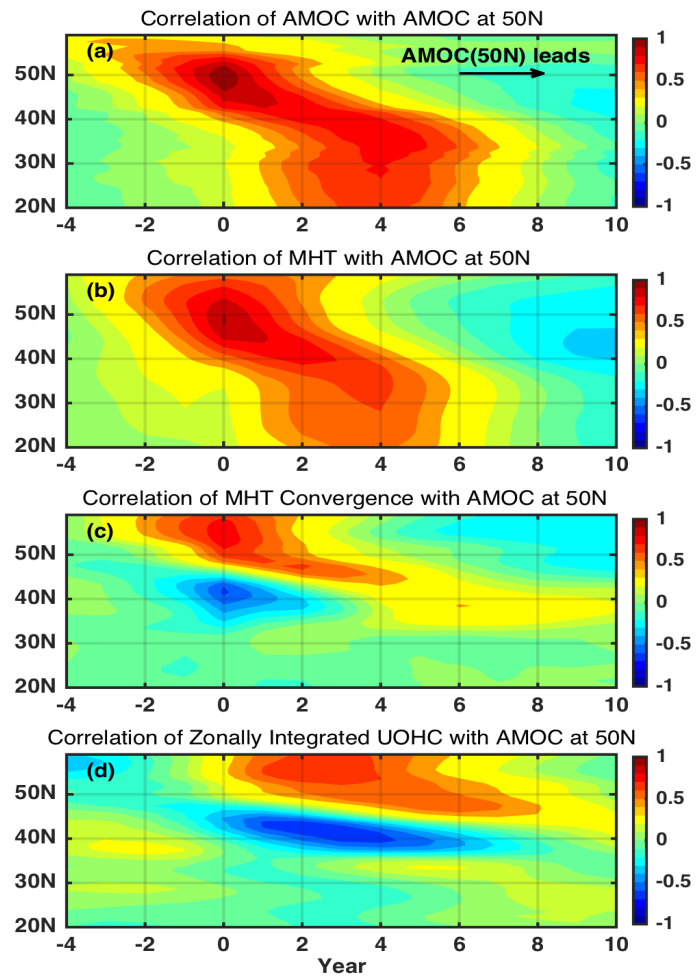 Correlation of AMOC with AMOC at 50N
(a)
AMOC(50N) leads
50N
40N
30N
20N
-4 -2 0 2 4 6 8 10
1
0.5
0
-0.5
-1
Correlation of MHT with AMOC at 50N
(b)
50N
40N
30N
20N
-4 -2 0 2 4 6 8 10
1
0.5
0
-0.5
-1
Correlation of MHT Convergence with AMOC at 50N
(c)
50N
40N
30N
20N
-4 -2 0 2 4 6 8 10
1
0.5
0
-0.5
-1
Correlation of Zonally Integrated UOHC with AMOC at 50N
(d)
50N
40N
30N
20N
-4 -2 0 2 4 6 8 10
Year
1
0.5
0
-0.5
-1